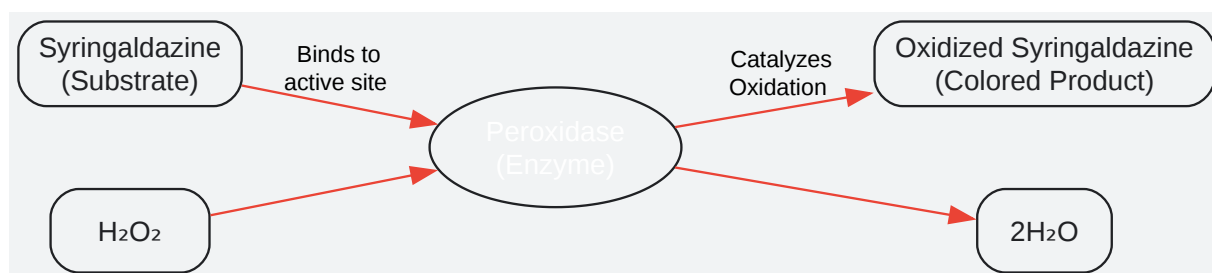 Syringaldazine
(Substrate)
Binds to
active site
Peroxidase
(Enzyme)
Catalyzes
Oxidation
Oxidized Syringaldazine
(Colored Product)
H₂O₂
2H₂O